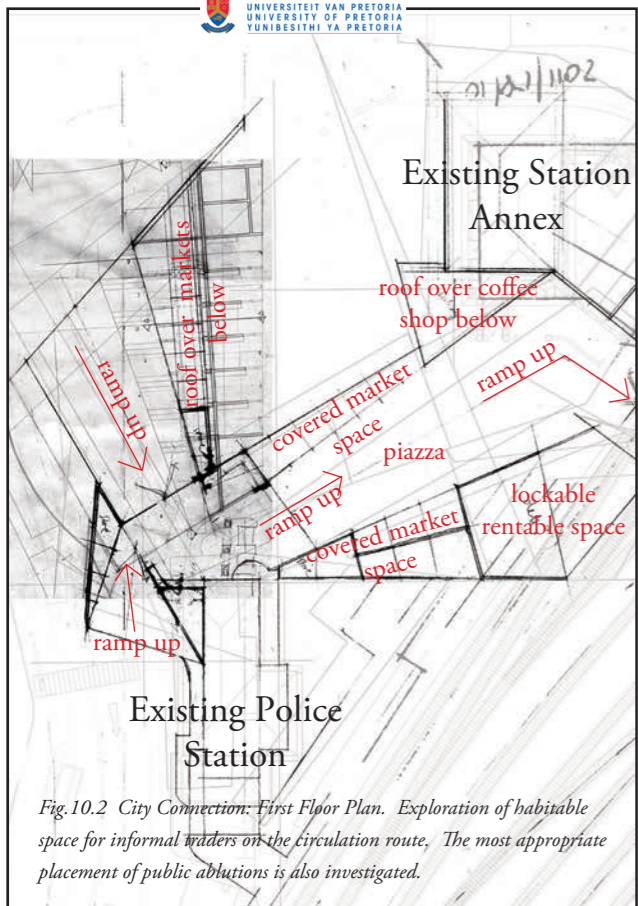 UNIVERSITEIT VAN PRETORIA
UNIVERSITY OF PRETORIA
YUNIBESITHI YA PRETORIA
Existing Station
Annex
roof over markets
below
roof over coffee
shop below
ramp up
ramp up
covered market
space
piazza
ramp up
lockable
rentable space
covered market
space
ramp up
Existing Police
Station
Fig.10.2 City Connection: First Floor Plan. Exploration of habitable
space for informal traders on the circulation route. The most appropriate
placement of public ablutions is also investigated.